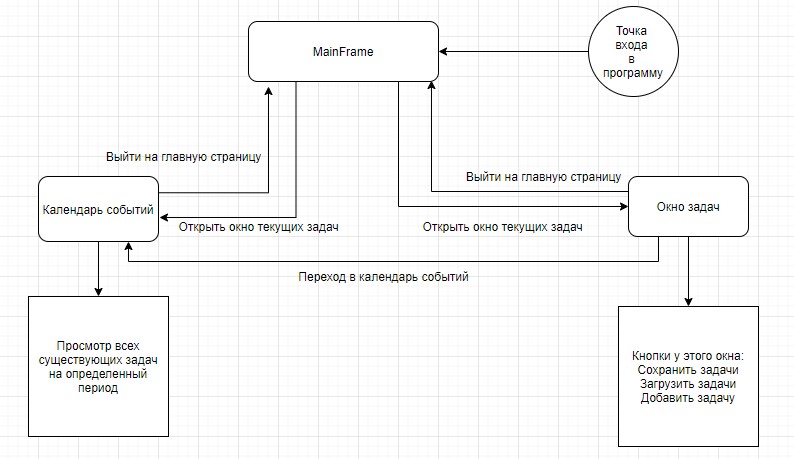 Точка
входа
в
программу
MainFrame
Выйти на главную страницу
Выйти на главную страницу
Календарь событий
Окно задач
Открыть окно текущих задач
Открыть окно текущих задач
Переход в календарь событий
Просмотр всех
существующих задач
на определенный
период
Кнопки у этого окна:
Сохранить задачи
Загрузить задачи
Добавить задачу